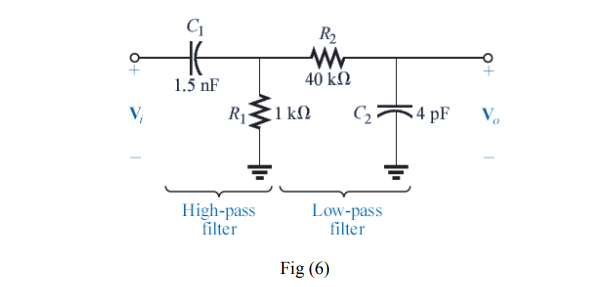 C1
R2
1.5 nF
40 kΩ
+
+
Vi
R1
1 kΩ
C2
4 pF
Vo
−
−
High-pass
filter
Low-pass
filter
Fig (6)